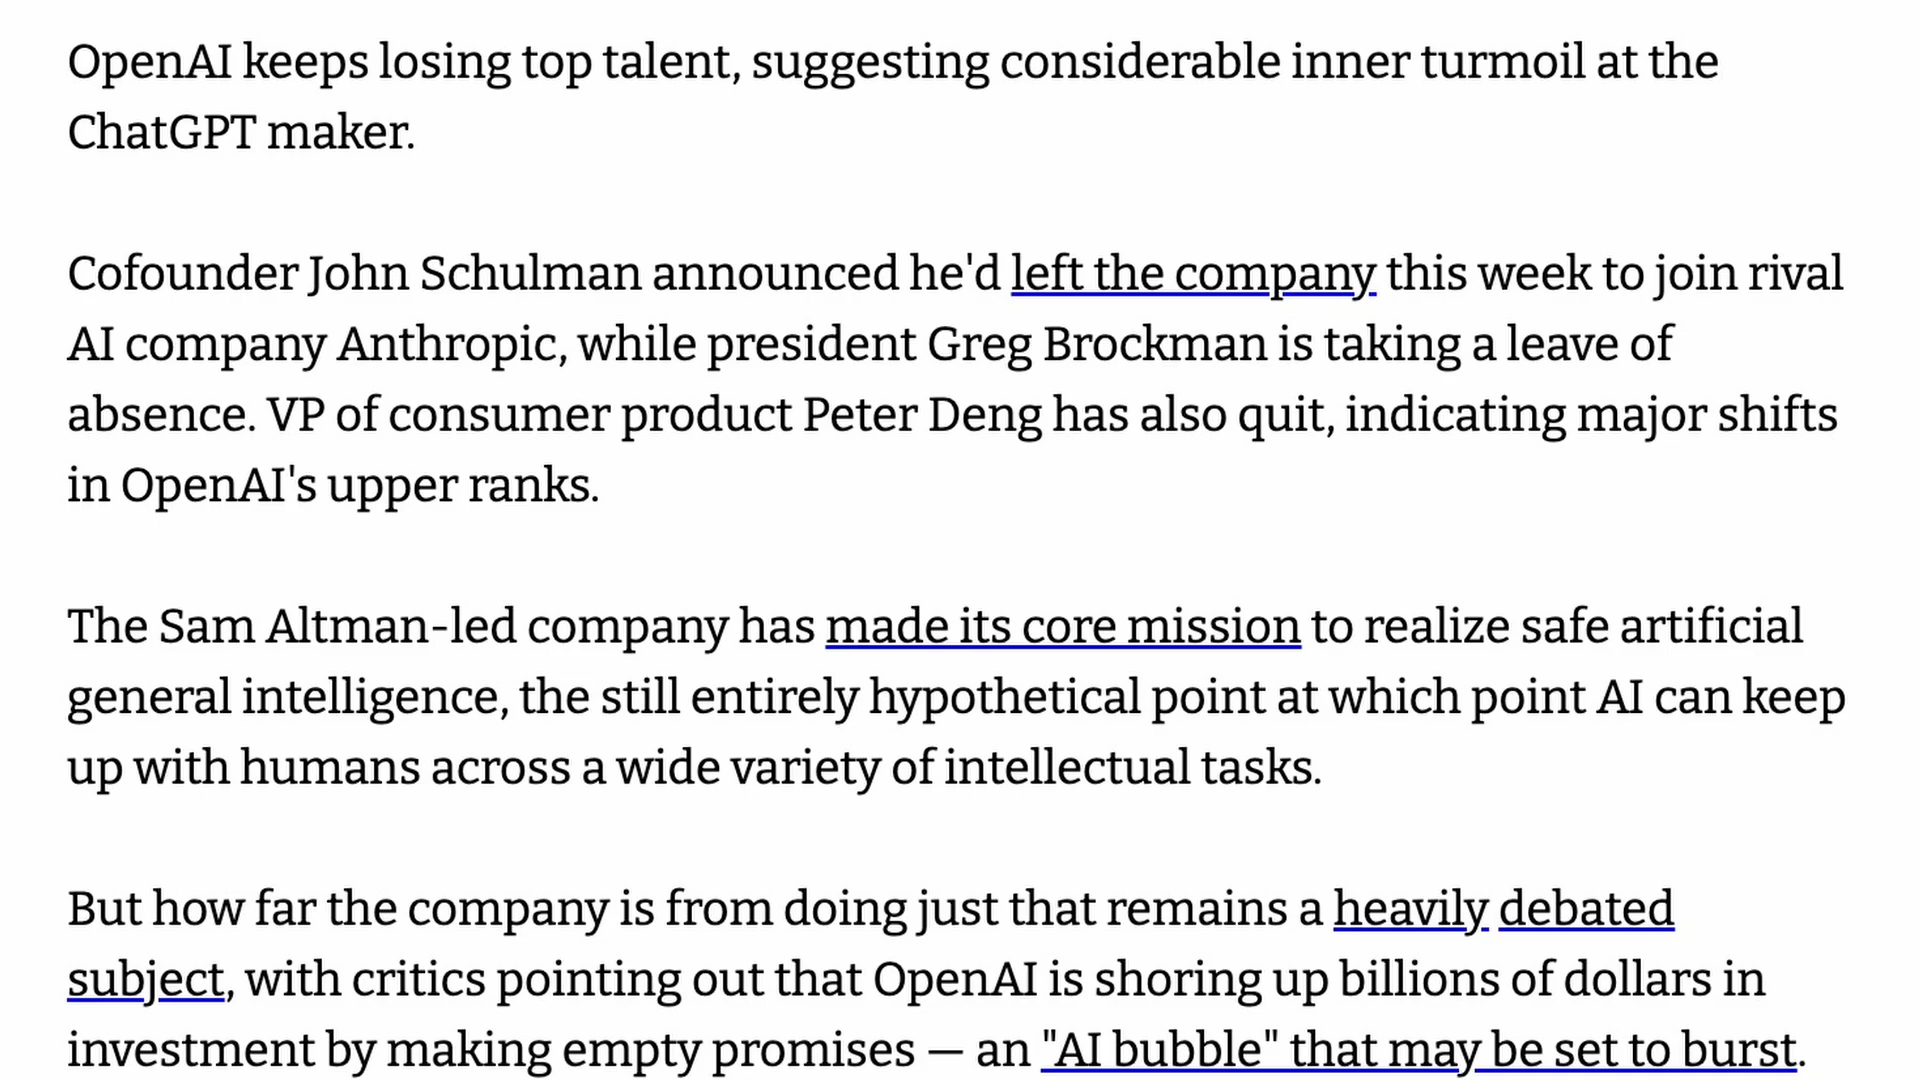 OpenAI keeps losing top talent, suggesting considerable inner turmoil at the
ChatGPT maker.
Cofounder John Schulman announced he'd left the company this week to join rival
AI company Anthropic, while president Greg Brockman is taking a leave of
absence. VP of consumer product Peter Deng has also quit, indicating major shifts
in OpenAI's upper ranks.
The Sam Altman-led company has made its core mission to realize safe artificial
general intelligence, the still entirely hypothetical point at which point AI can keep
up with humans across a wide variety of intellectual tasks.
But how far the company is from doing just that remains a heavily debated
subject, with critics pointing out that OpenAI is shoring up billions of dollars in
investment by making empty promises — an "AI bubble" that may be set to burst.